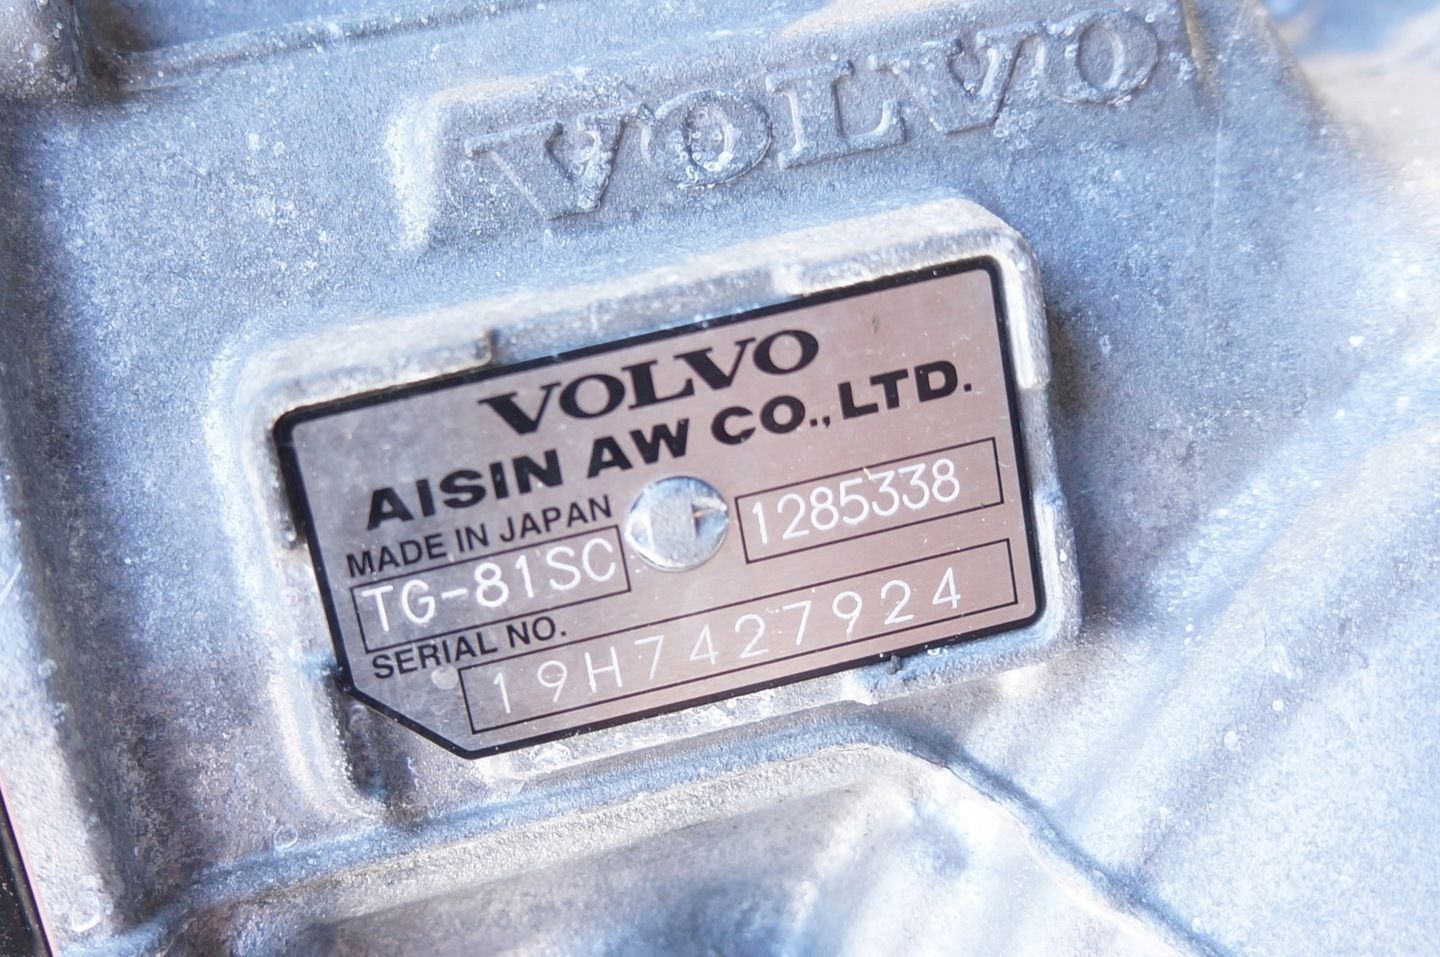 VOLVO
VOLVO
AISIN AW CO., LTD.
MADE IN JAPAN
TG-81SC
1285338
SERIAL NO.
19H7427924